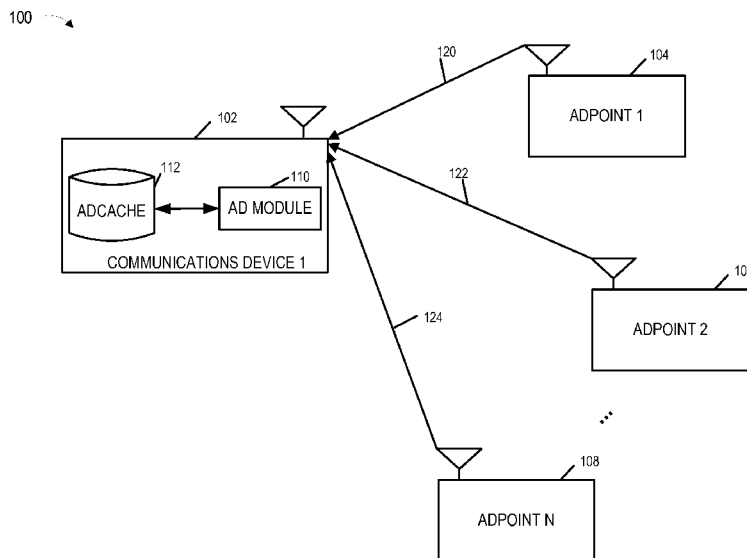 100
120
104
ADPOINT 1
102
112
110
ADCACHE
AD MODULE
COMMUNICATIONS DEVICE 1
122
ADPOINT 2
124
...
108
ADPOINT N